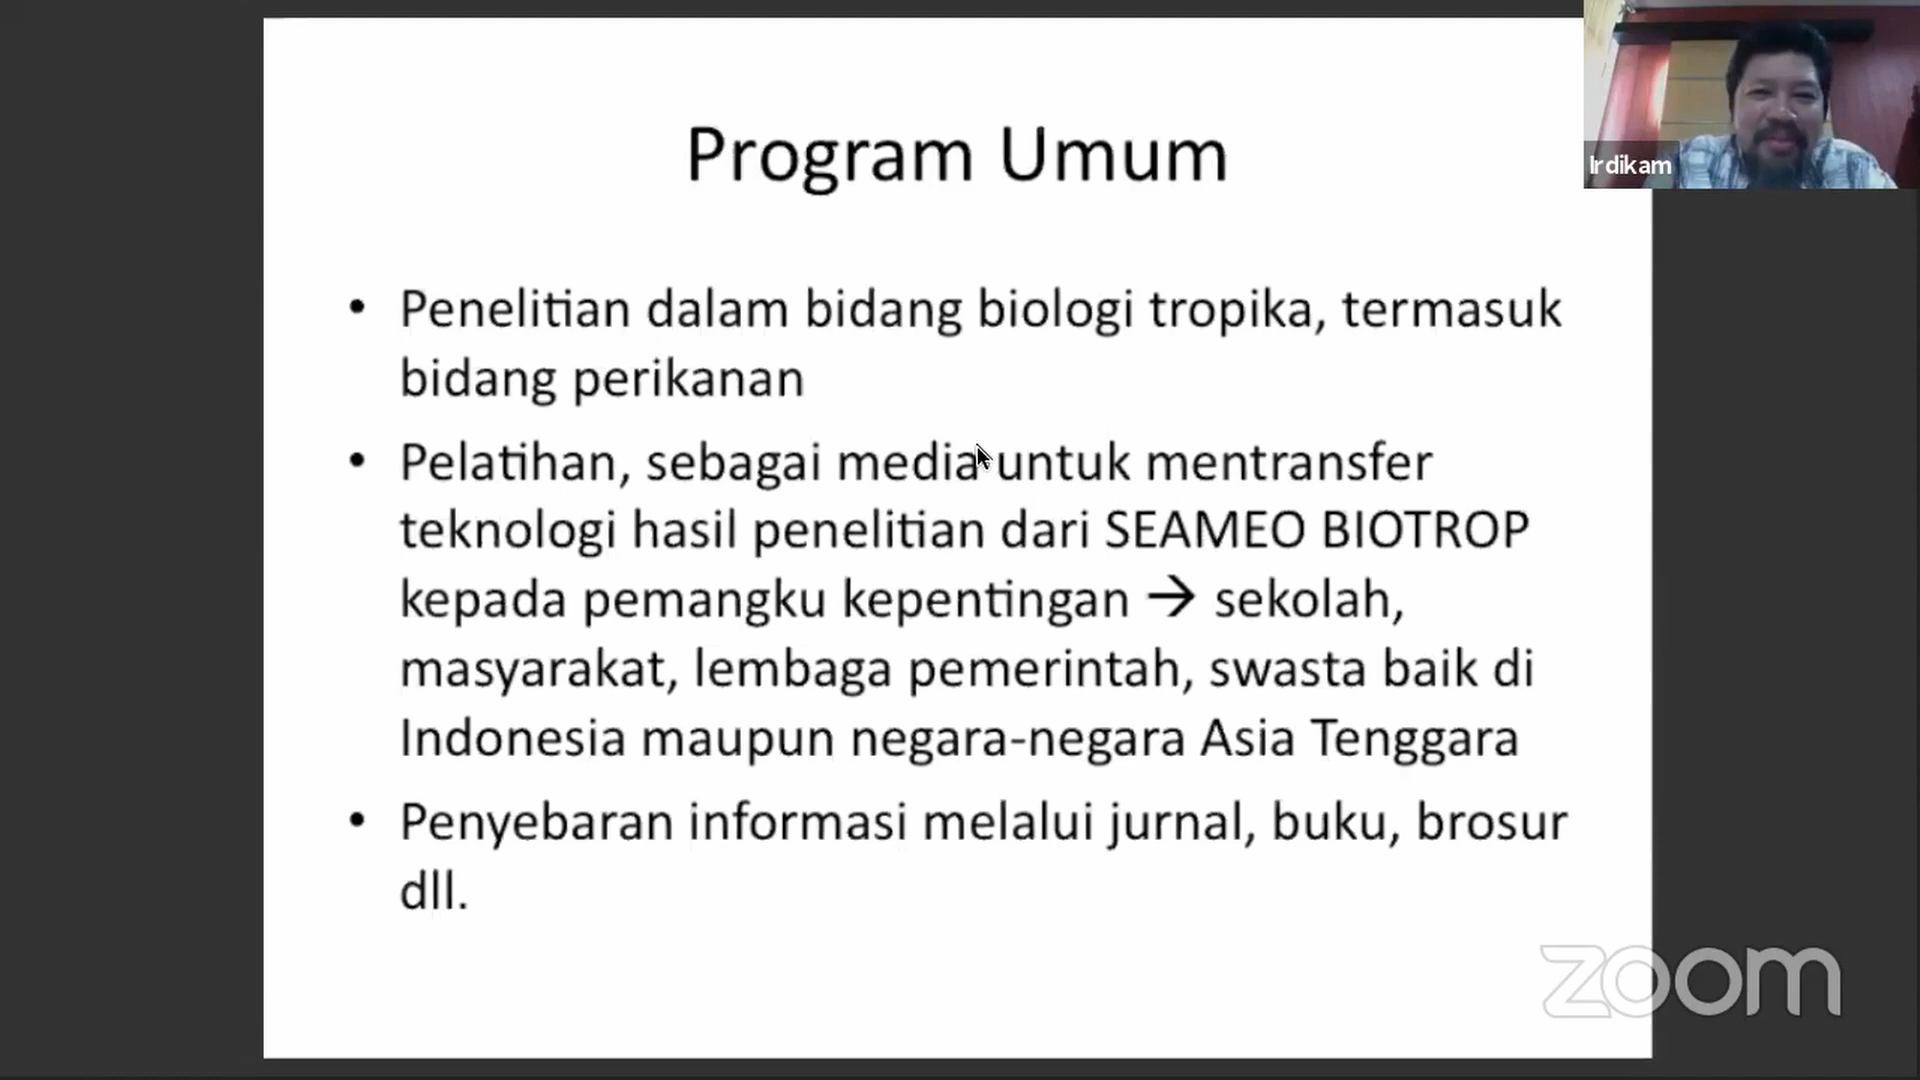 Program Umum
Irdikam
• Penelitian dalam bidang biologi tropika, termasuk
bidang perikanan
• Pelatihan, sebagai media untuk mentransfer
teknologi hasil penelitian dari SEAMEO BIOTROP
kepada pemangku kepentingan → sekolah,
masyarakat, lembaga pemerintah, swasta baik di
Indonesia maupun negara-negara Asia Tenggara
• Penyebaran informasi melalui jurnal, buku, brosur
dll.
zoom